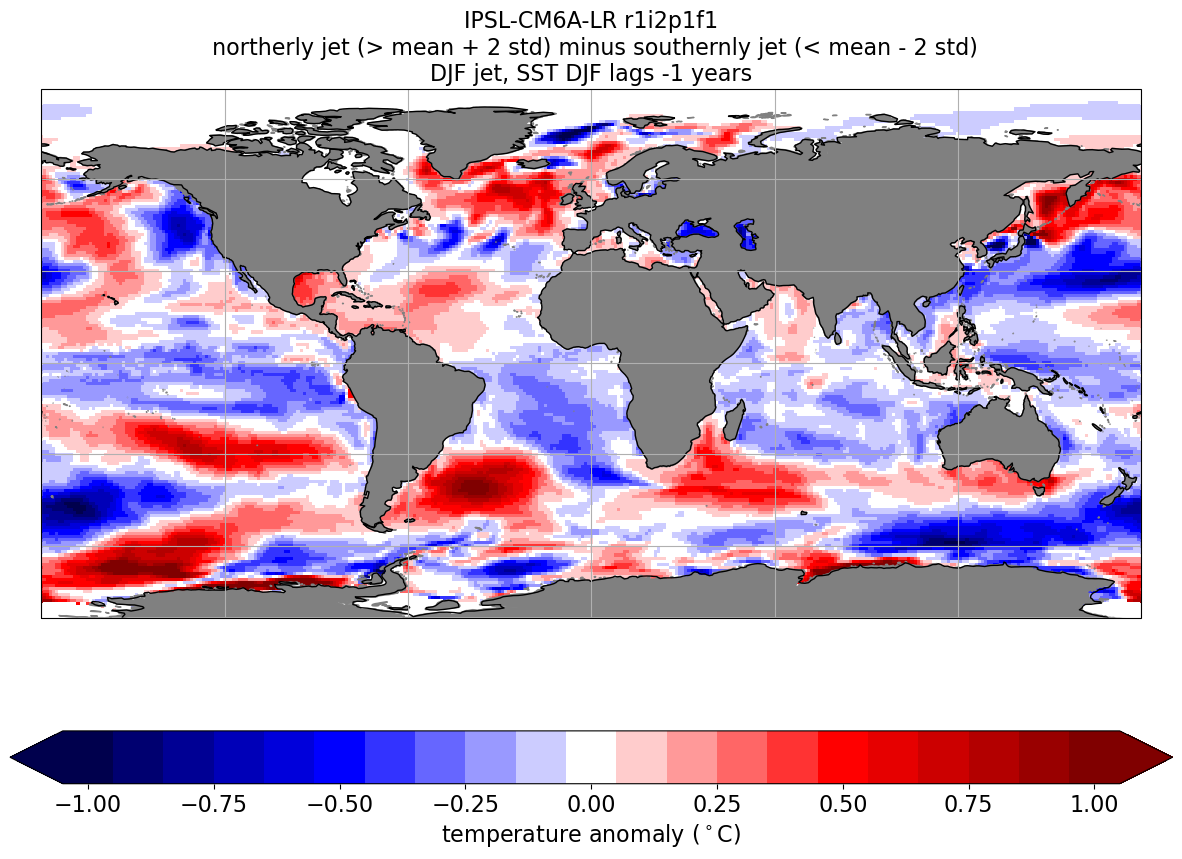 IPSL-CM6A-LR r1i2p1f1
northerly jet (> mean + 2 std) minus southernly jet (< mean - 2 std)
DJF jet, SST DJF lags -1 years
−1.00 −0.75 −0.50 −0.25 0.00 0.25 0.50 0.75 1.00
temperature anomaly (°C)